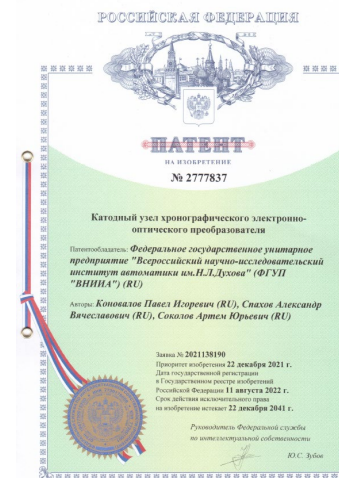 РОССИЙСКАЯ ФЕДЕРАЦИЯ
ПАТЕНТ
НА ИЗОБРЕТЕНИЕ
№ 2777837
Катодный узел хронографического электронно-
оптического преобразователя
Патентообладатель: Федеральное государственное унитарное
предприятие "Всероссийский научно-исследовательский
институт автоматики им.Н.Л.Духова" (ФГУП
"ВНИИА") (RU)
Авторы: Коновалов Павел Игоревич (RU), Спахов Александр
Вячеславович (RU), Соколов Артем Юрьевич (RU)
Заявка № 2021138190
Приоритет изобретения 22 декабря 2021 г.
Дата государственной регистрации
в Государственном реестре изобретений
Российской Федерации 11 августа 2022 г.
Срок действия исключительного права
на изобретение истекает 22 декабря 2041 г.
Руководитель Федеральной службы
по интеллектуальной собственности
Ю.С. Зубов